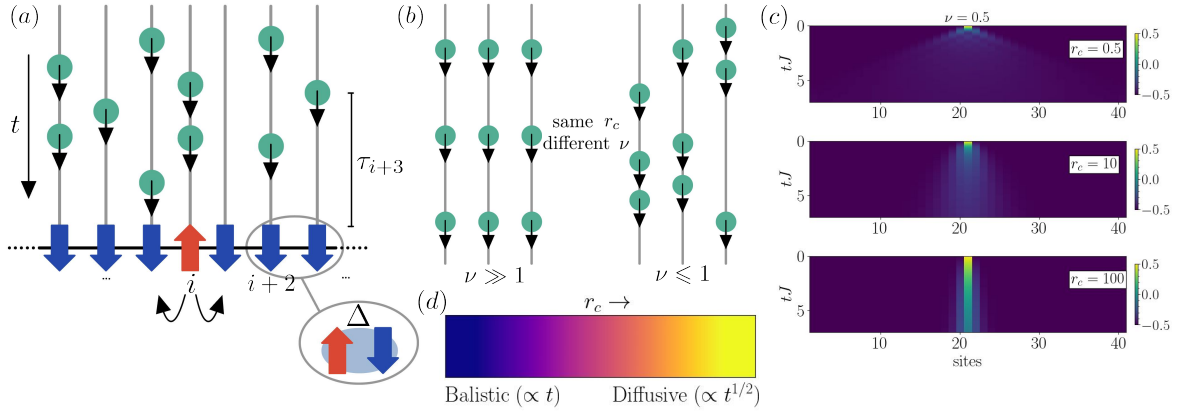 (a)
t
τ_{i+3}
...
i
i + 2
...
Δ
(b)
same r_c
different ν
ν ≫ 1
ν ⩽ 1
(c)
ν = 0.5
tJ
0
5
r_c = 0.5
0.5
0.0
−0.5
10
20
30
40
tJ
0
5
r_c = 10
0.5
0.0
−0.5
10
20
30
40
tJ
0
5
r_c = 100
0.5
0.0
−0.5
10
20
30
40
sites
(d)
r_c →
Balistic (∝ t)
Diffusive (∝ t^{1/2})